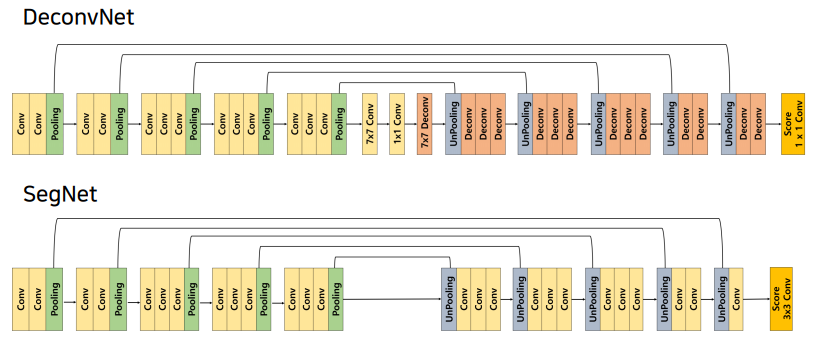 DeconvNet
Conv
Conv
Pooling
Conv
Conv
Pooling
Conv
Conv
Conv
Pooling
Conv
Conv
Conv
Pooling
Conv
Conv
Conv
Pooling
7x7 Conv
1x1 Conv
7x7 Deconv
UnPooling
Deconv
Deconv
Deconv
UnPooling
Deconv
Deconv
Deconv
UnPooling
Deconv
Deconv
Deconv
UnPooling
Deconv
Deconv
UnPooling
Deconv
Deconv
Score
1 x 1 Conv
SegNet
Conv
Conv
Pooling
Conv
Conv
Pooling
Conv
Conv
Conv
Pooling
Conv
Conv
Conv
Pooling
Conv
Conv
Conv
Pooling
UnPooling
Conv
Conv
Conv
UnPooling
Conv
Conv
Conv
UnPooling
Conv
Conv
Conv
UnPooling
Conv
Conv
UnPooling
Conv
Score
3x3 Conv